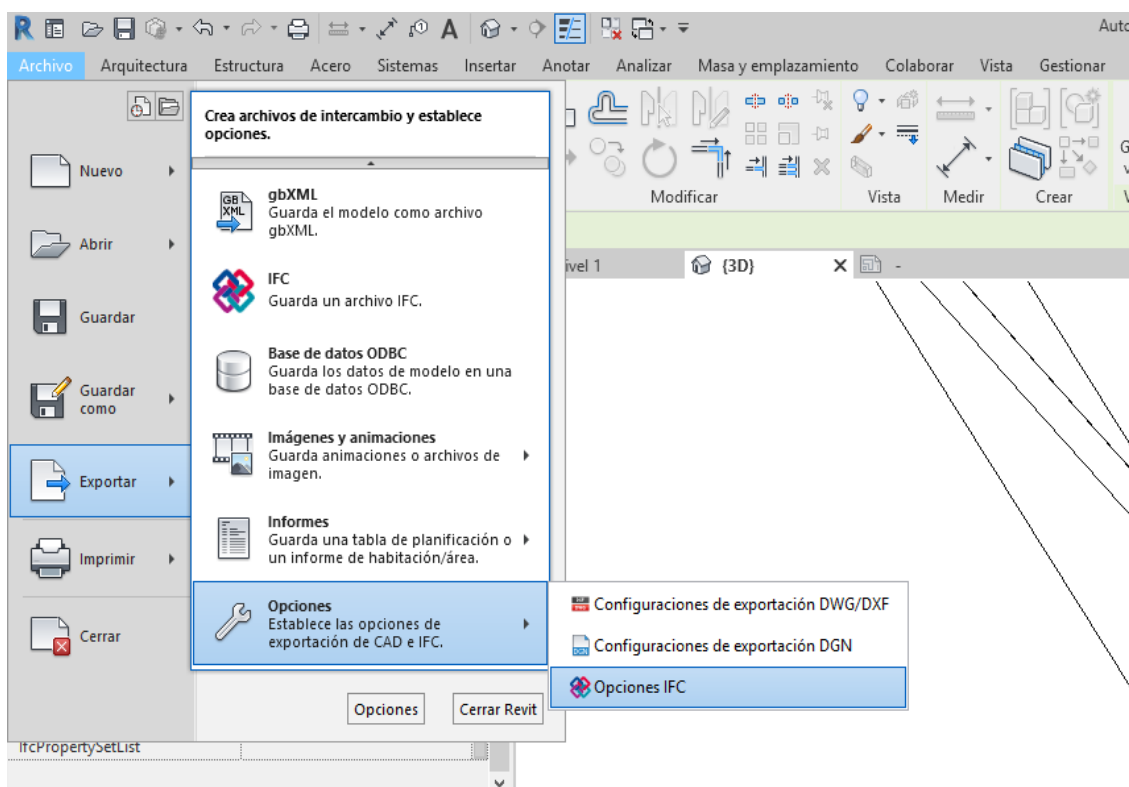 Auto
Archivo Arquitectura Estructura Acero Sistemas Insertar Anotar Analizar Masa y emplazamiento Colaborar Vista Gestionar
Crea archivos de intercambio y establece
opciones.
Nuevo
Abrir
Guardar
Guardar
como
Exportar
Imprimir
Cerrar
GB
XML
gbXML
Guarda el modelo como archivo
gbXML.
IFC
Guarda un archivo IFC.
Base de datos ODBC
Guarda los datos de modelo en una
base de datos ODBC.
Imágenes y animaciones
Guarda animaciones o archivos de
imagen.
Informes
Guarda una tabla de planificación o
un informe de habitación/área.
Opciones
Establece las opciones de
exportación de CAD e IFC.
Opciones Cerrar Revit
Configuraciones de exportación DWG/DXF
DGN
Configuraciones de exportación DGN
Opciones IFC
Modificar Vista Medir Crear
ivel 1 {3D} -
IfcPropertySetList